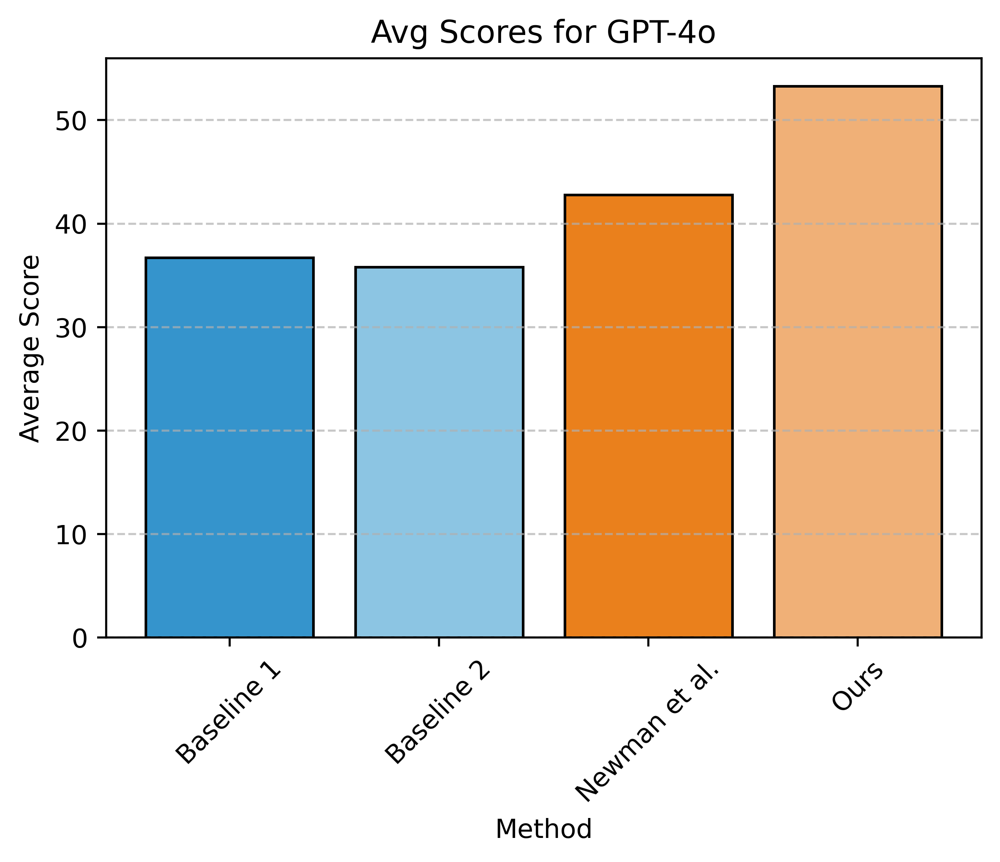 Avg Scores for GPT-4o
Average Score
50
40
30
20
10
0
Baseline 1
Baseline 2
Newman et al.
Ours
Method